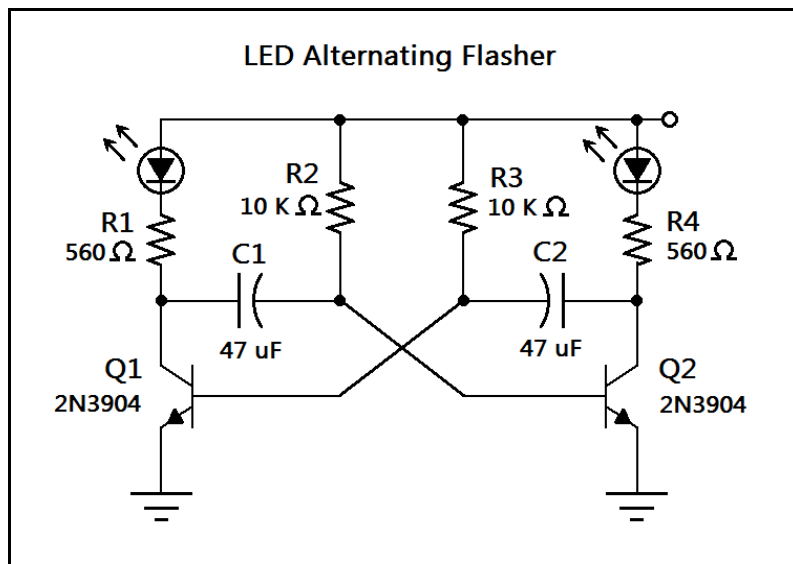 LED Alternating Flasher
R1
560 Ω
R2
10 K Ω
R3
10 K Ω
R4
560 Ω
C1
47 uF
C2
47 uF
Q1
2N3904
Q2
2N3904